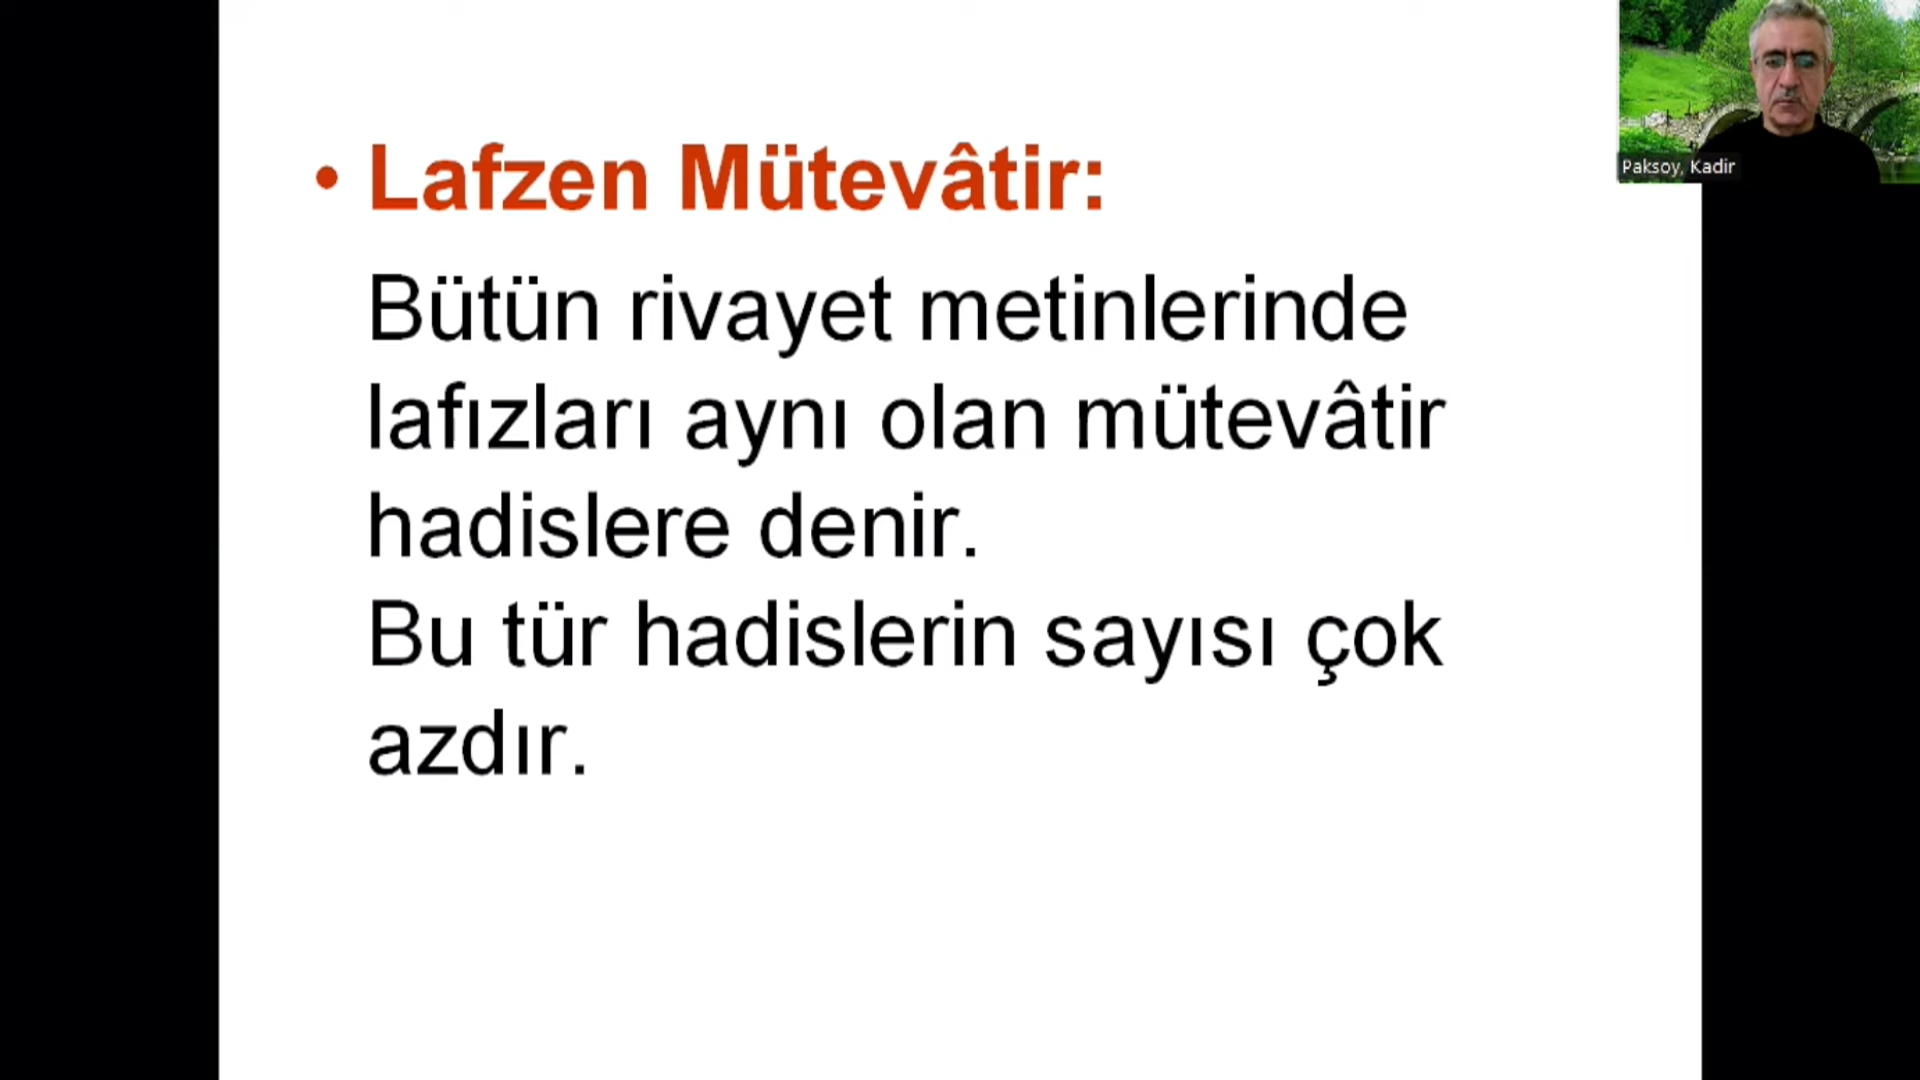 • Lafzen Mütevâtir:
Bütün rivayet metinlerinde
lafızları aynı olan mütevâtir
hadislere denir.
Bu tür hadislerin sayısı çok
azdır.
Paksoy, Kadir